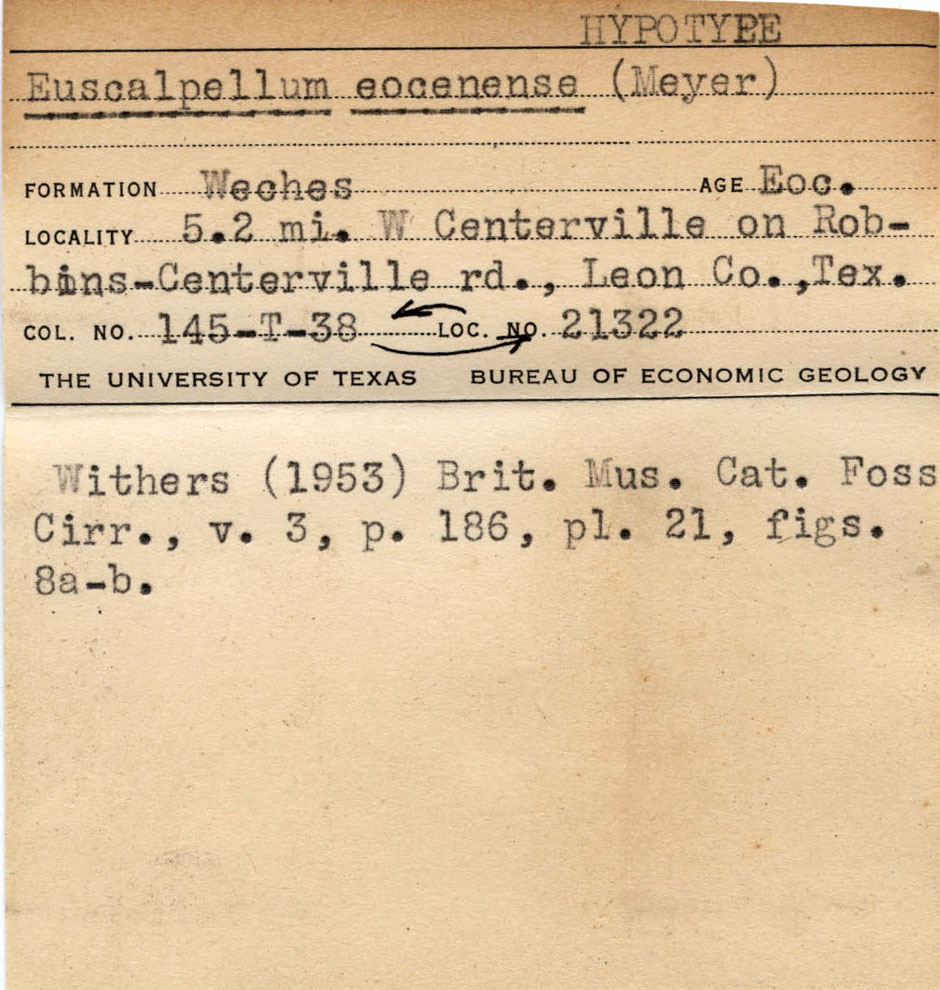 HYPOTYPE
Euscalpellum eocenense (Meyer)
FORMATION Weches AGE Eoc.
LOCALITY 5.2 mi. W Centerville on Rob-
bins-Centerville rd., Leon Co.,Tex.
COL. NO. 145-T-38 LOC. NO. 21322
THE UNIVERSITY OF TEXAS BUREAU OF ECONOMIC GEOLOGY
Withers (1953) Brit. Mus. Cat. Foss
Cirr., v. 3, p. 186, pl. 21, figs.
8a-b.